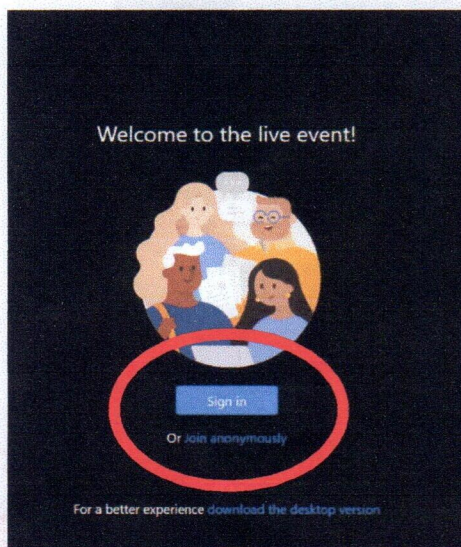 Welcome to the live event!
Sign in
Or Join anonymously
For a better experience download the desktop version